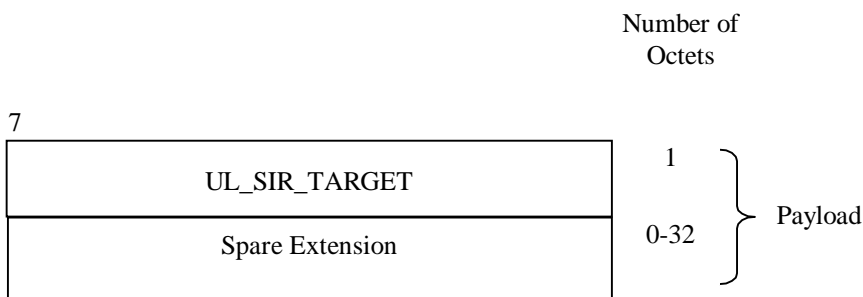 Number of
Octets
7
UL_SIR_TARGET
1
Spare Extension
0-32
Payload